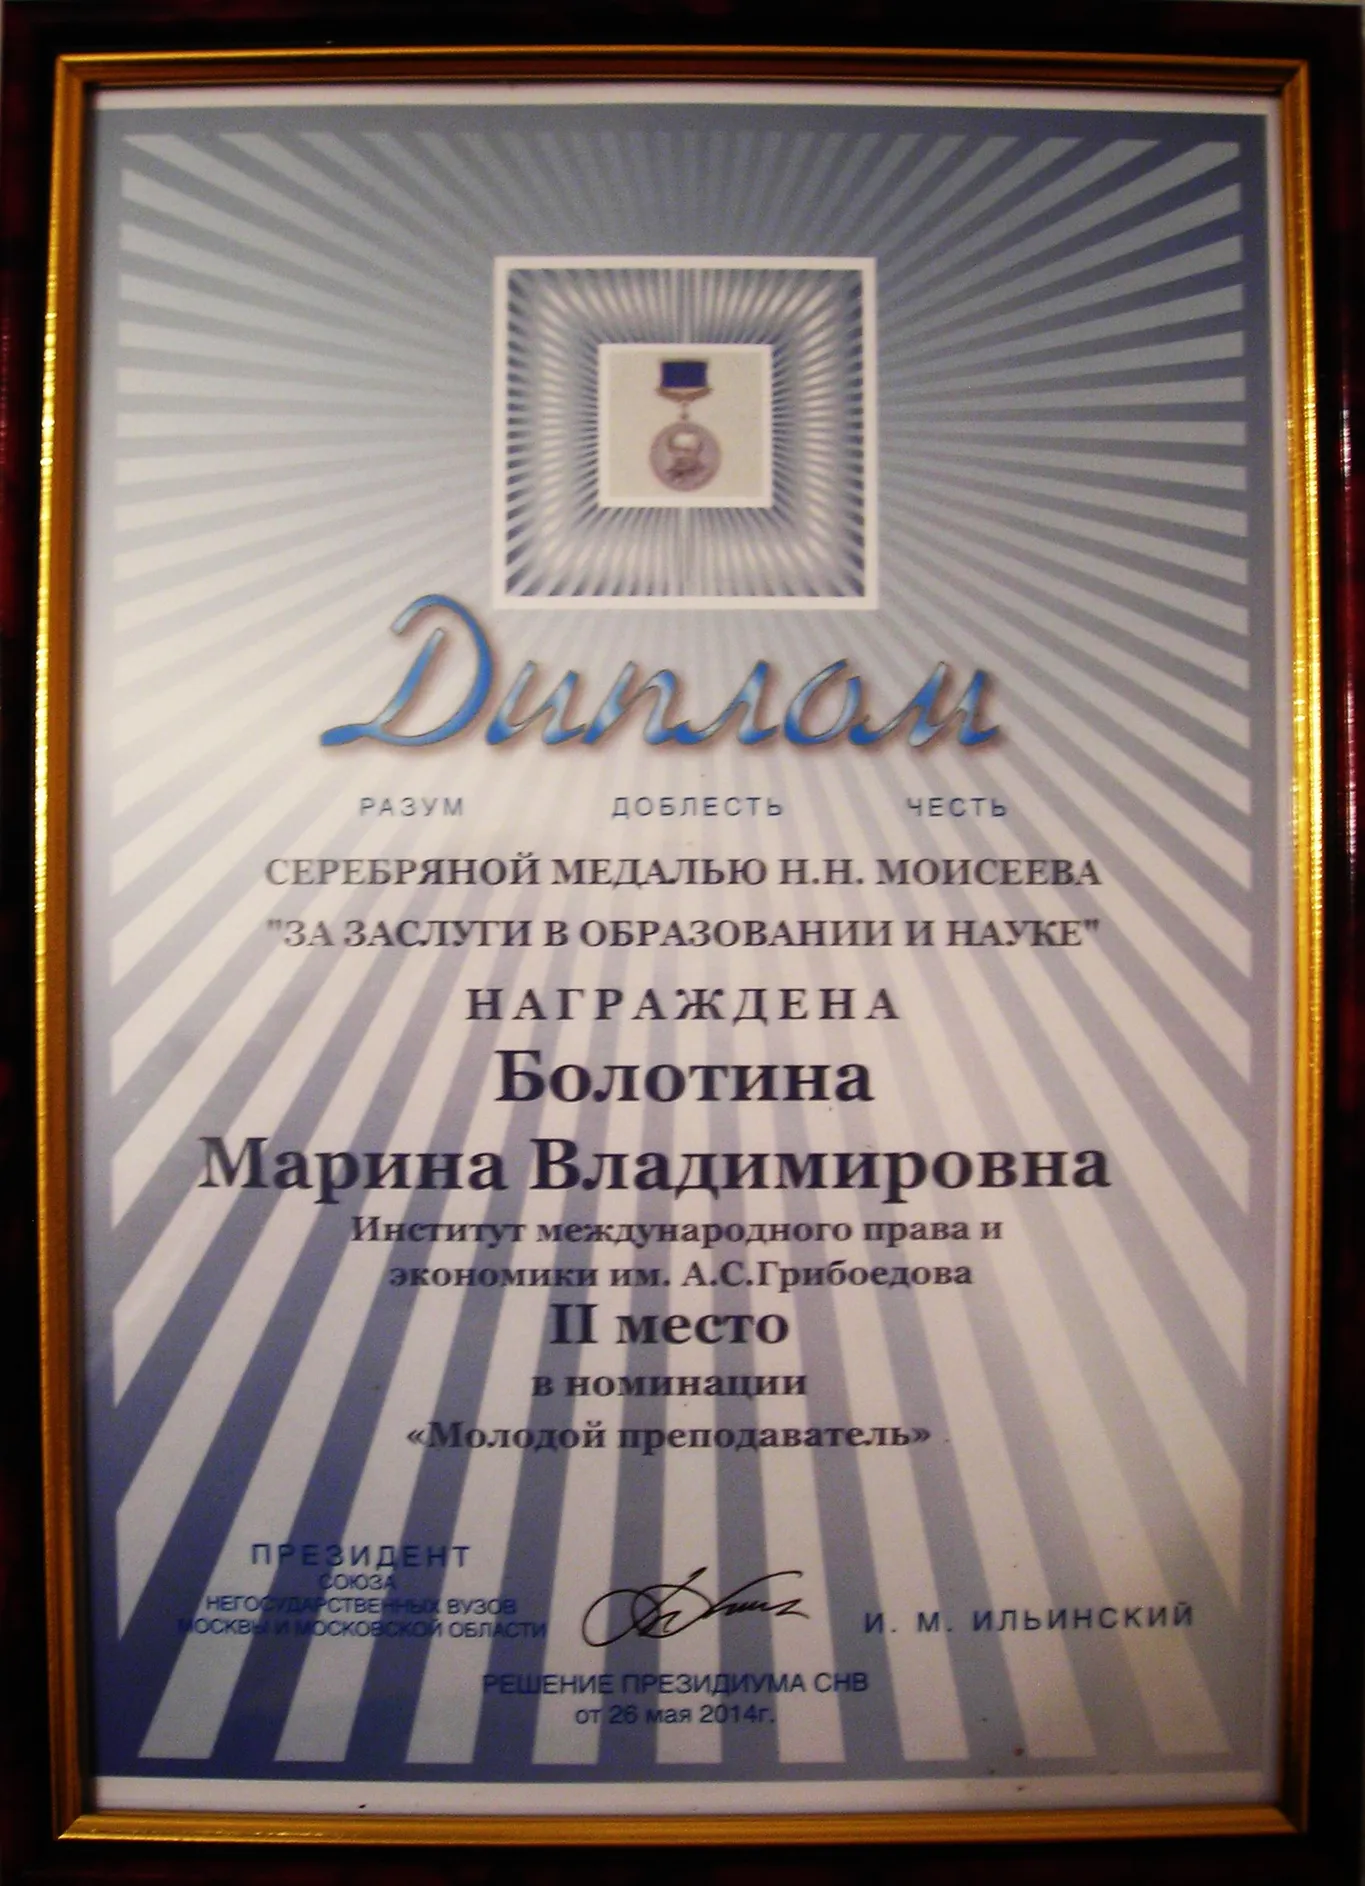 Диплом
РАЗУМ ДОБЛЕСТЬ ЧЕСТЬ
СЕРЕБРЯНОЙ МЕДАЛЬЮ Н.Н. МОИСЕЕВА
"ЗА ЗАСЛУГИ В ОБРАЗОВАНИИ И НАУКЕ"
НАГРАЖДЕНА
Болотина
Марина Владимировна
Институт международного права и
экономики им. А.С.Грибоедова
II место
в номинации
«Молодой преподаватель»
ПРЕЗИДЕНТ
СОЮЗА
НЕГОСУДАРСТВЕННЫХ ВУЗОВ
МОСКВЫ И МОСКОВСКОЙ ОБЛАСТИ
И. М. ИЛЬИНСКИЙ
РЕШЕНИЕ ПРЕЗИДИУМА СНВ
от 26 мая 2014г.